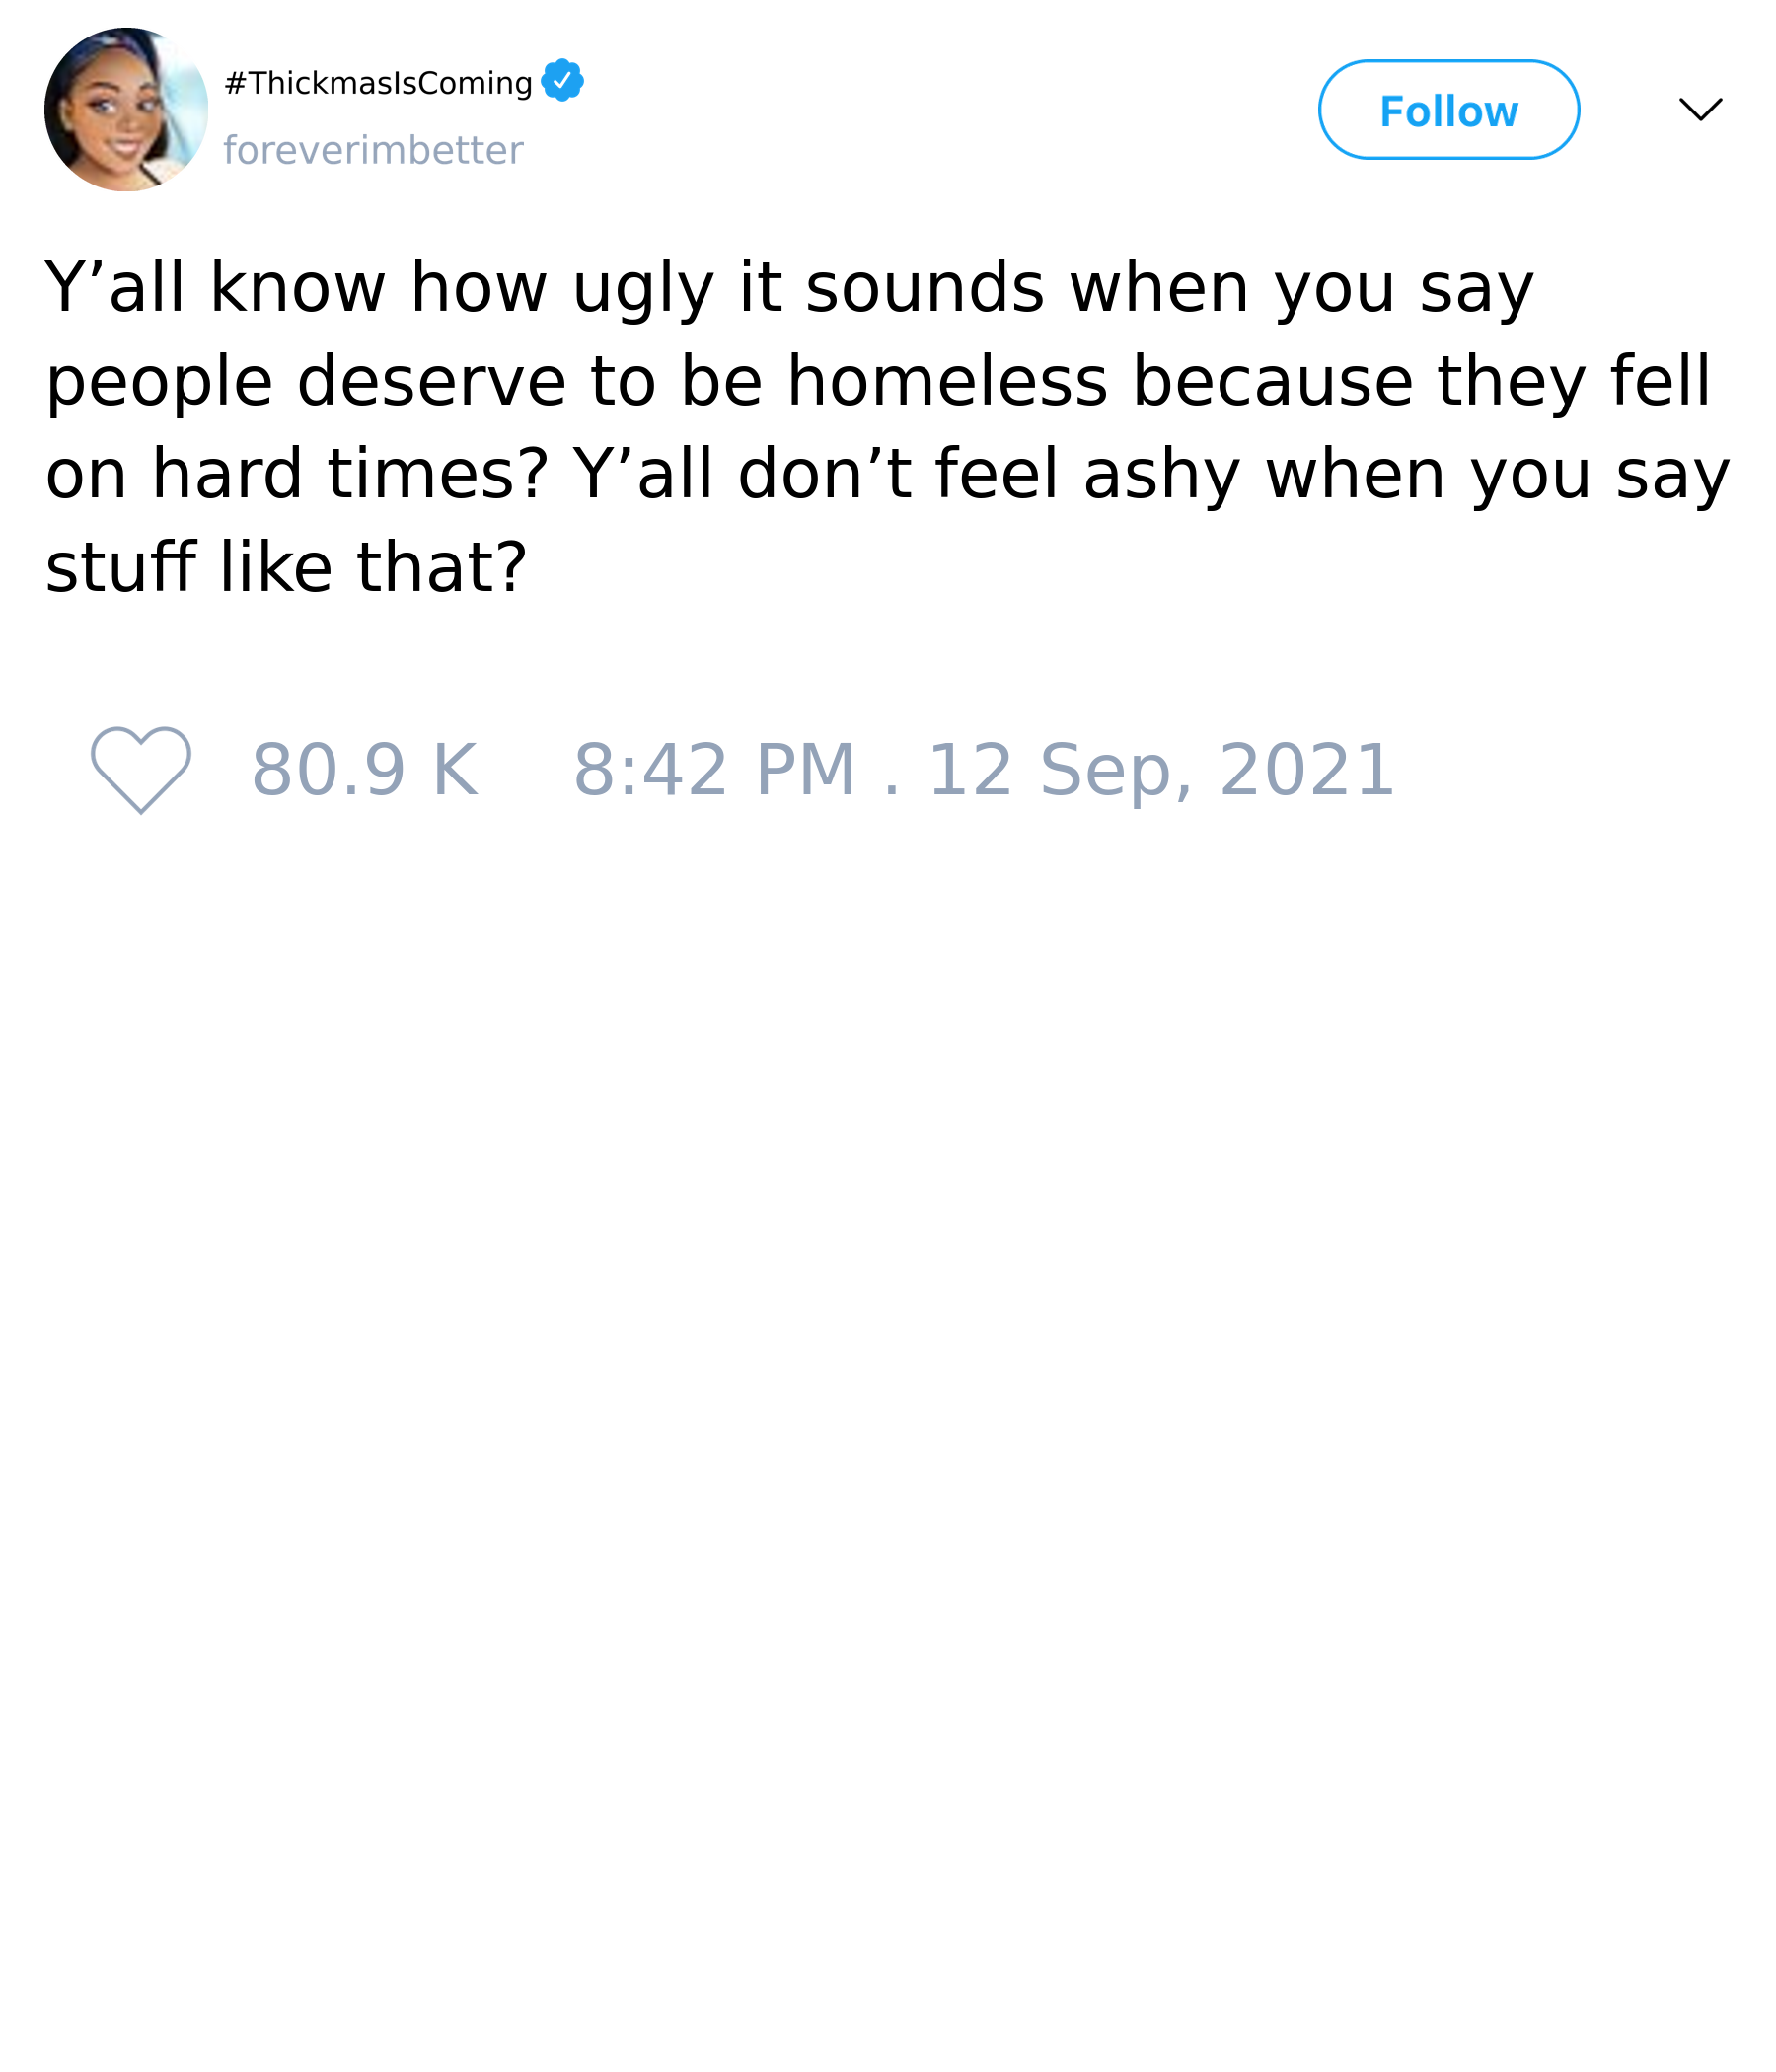 #ThickmasIsComing
foreverimbetter
Follow
Y’all know how ugly it sounds when you say
people deserve to be homeless because they fell
on hard times? Y’all don’t feel ashy when you say
stuff like that?
80.9 K 8:42 PM . 12 Sep, 2021